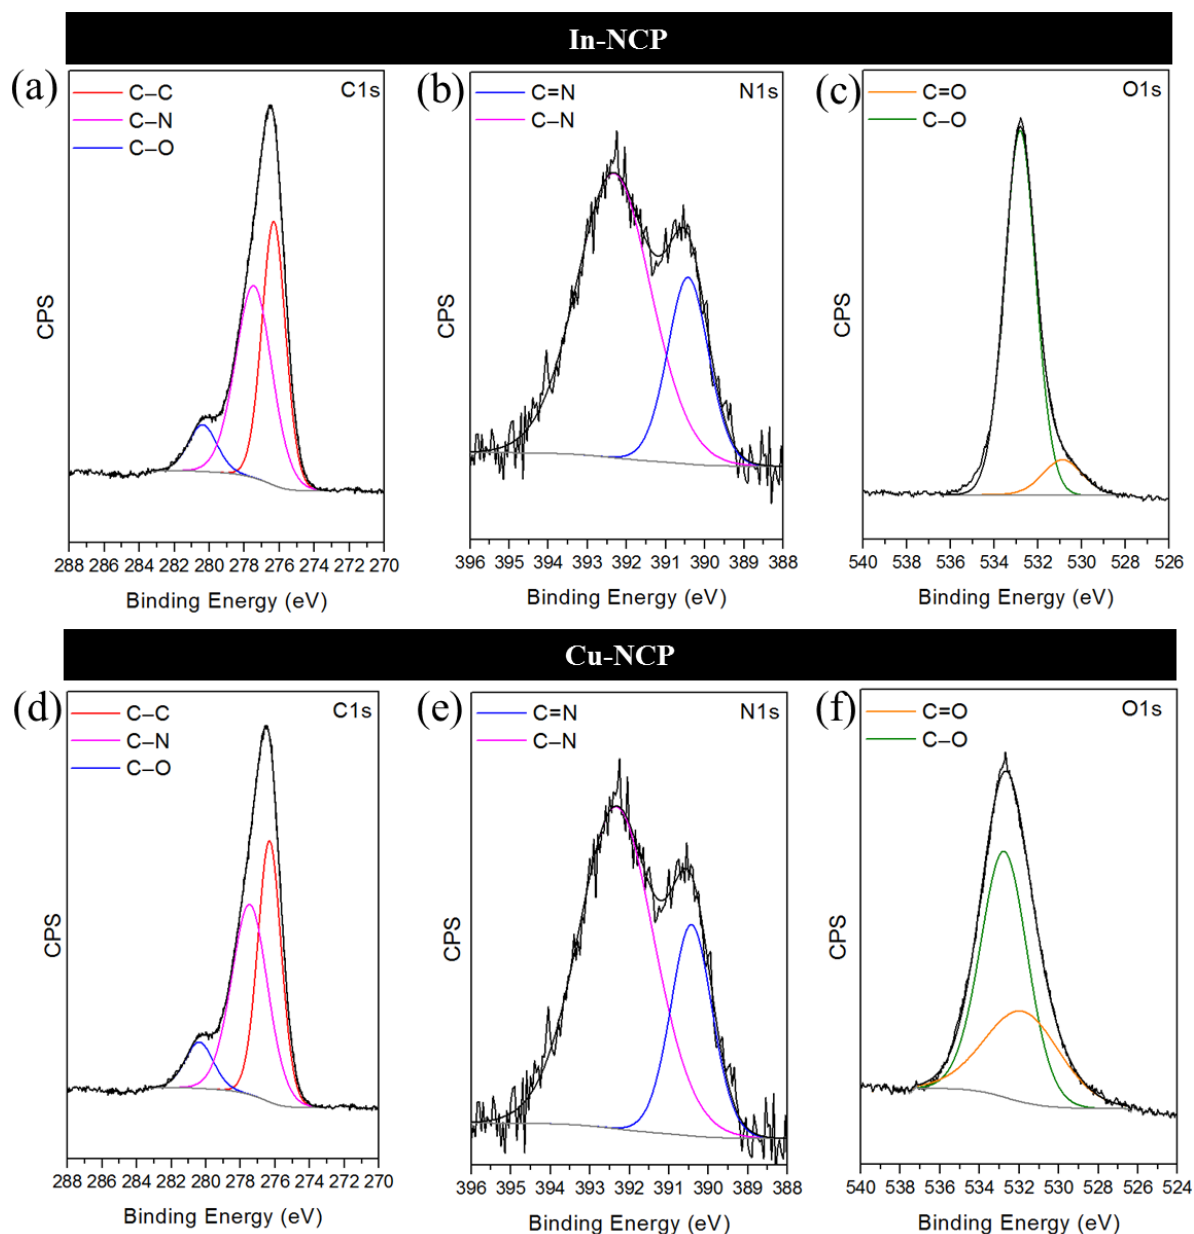 In-NCP
(a)
C–C
C–N
C–O
C1s
CPS
288 286 284 282 280 278 276 274 272 270
Binding Energy (eV)
(b)
C=N
C–N
N1s
CPS
396 395 394 393 392 391 390 389 388
Binding Energy (eV)
(c)
C=O
C–O
O1s
CPS
540 538 536 534 532 530 528 526
Binding Energy (eV)
Cu-NCP
(d)
C–C
C–N
C–O
C1s
CPS
288 286 284 282 280 278 276 274 272 270
Binding Energy (eV)
(e)
C=N
C–N
N1s
CPS
396 395 394 393 392 391 390 389 388
Binding Energy (eV)
(f)
C=O
C–O
O1s
CPS
540 538 536 534 532 530 528 526 524
Binding Energy (eV)